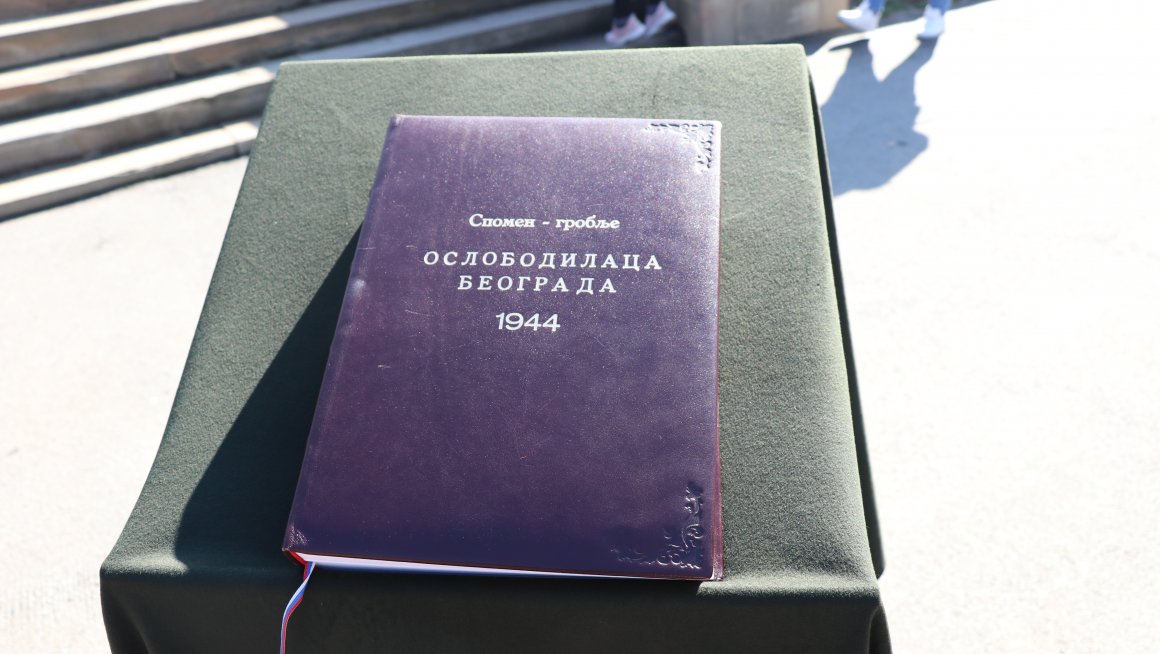 Спомен - гробље
ОСЛОБОДИЛАЦА
БЕОГРАДА
1944